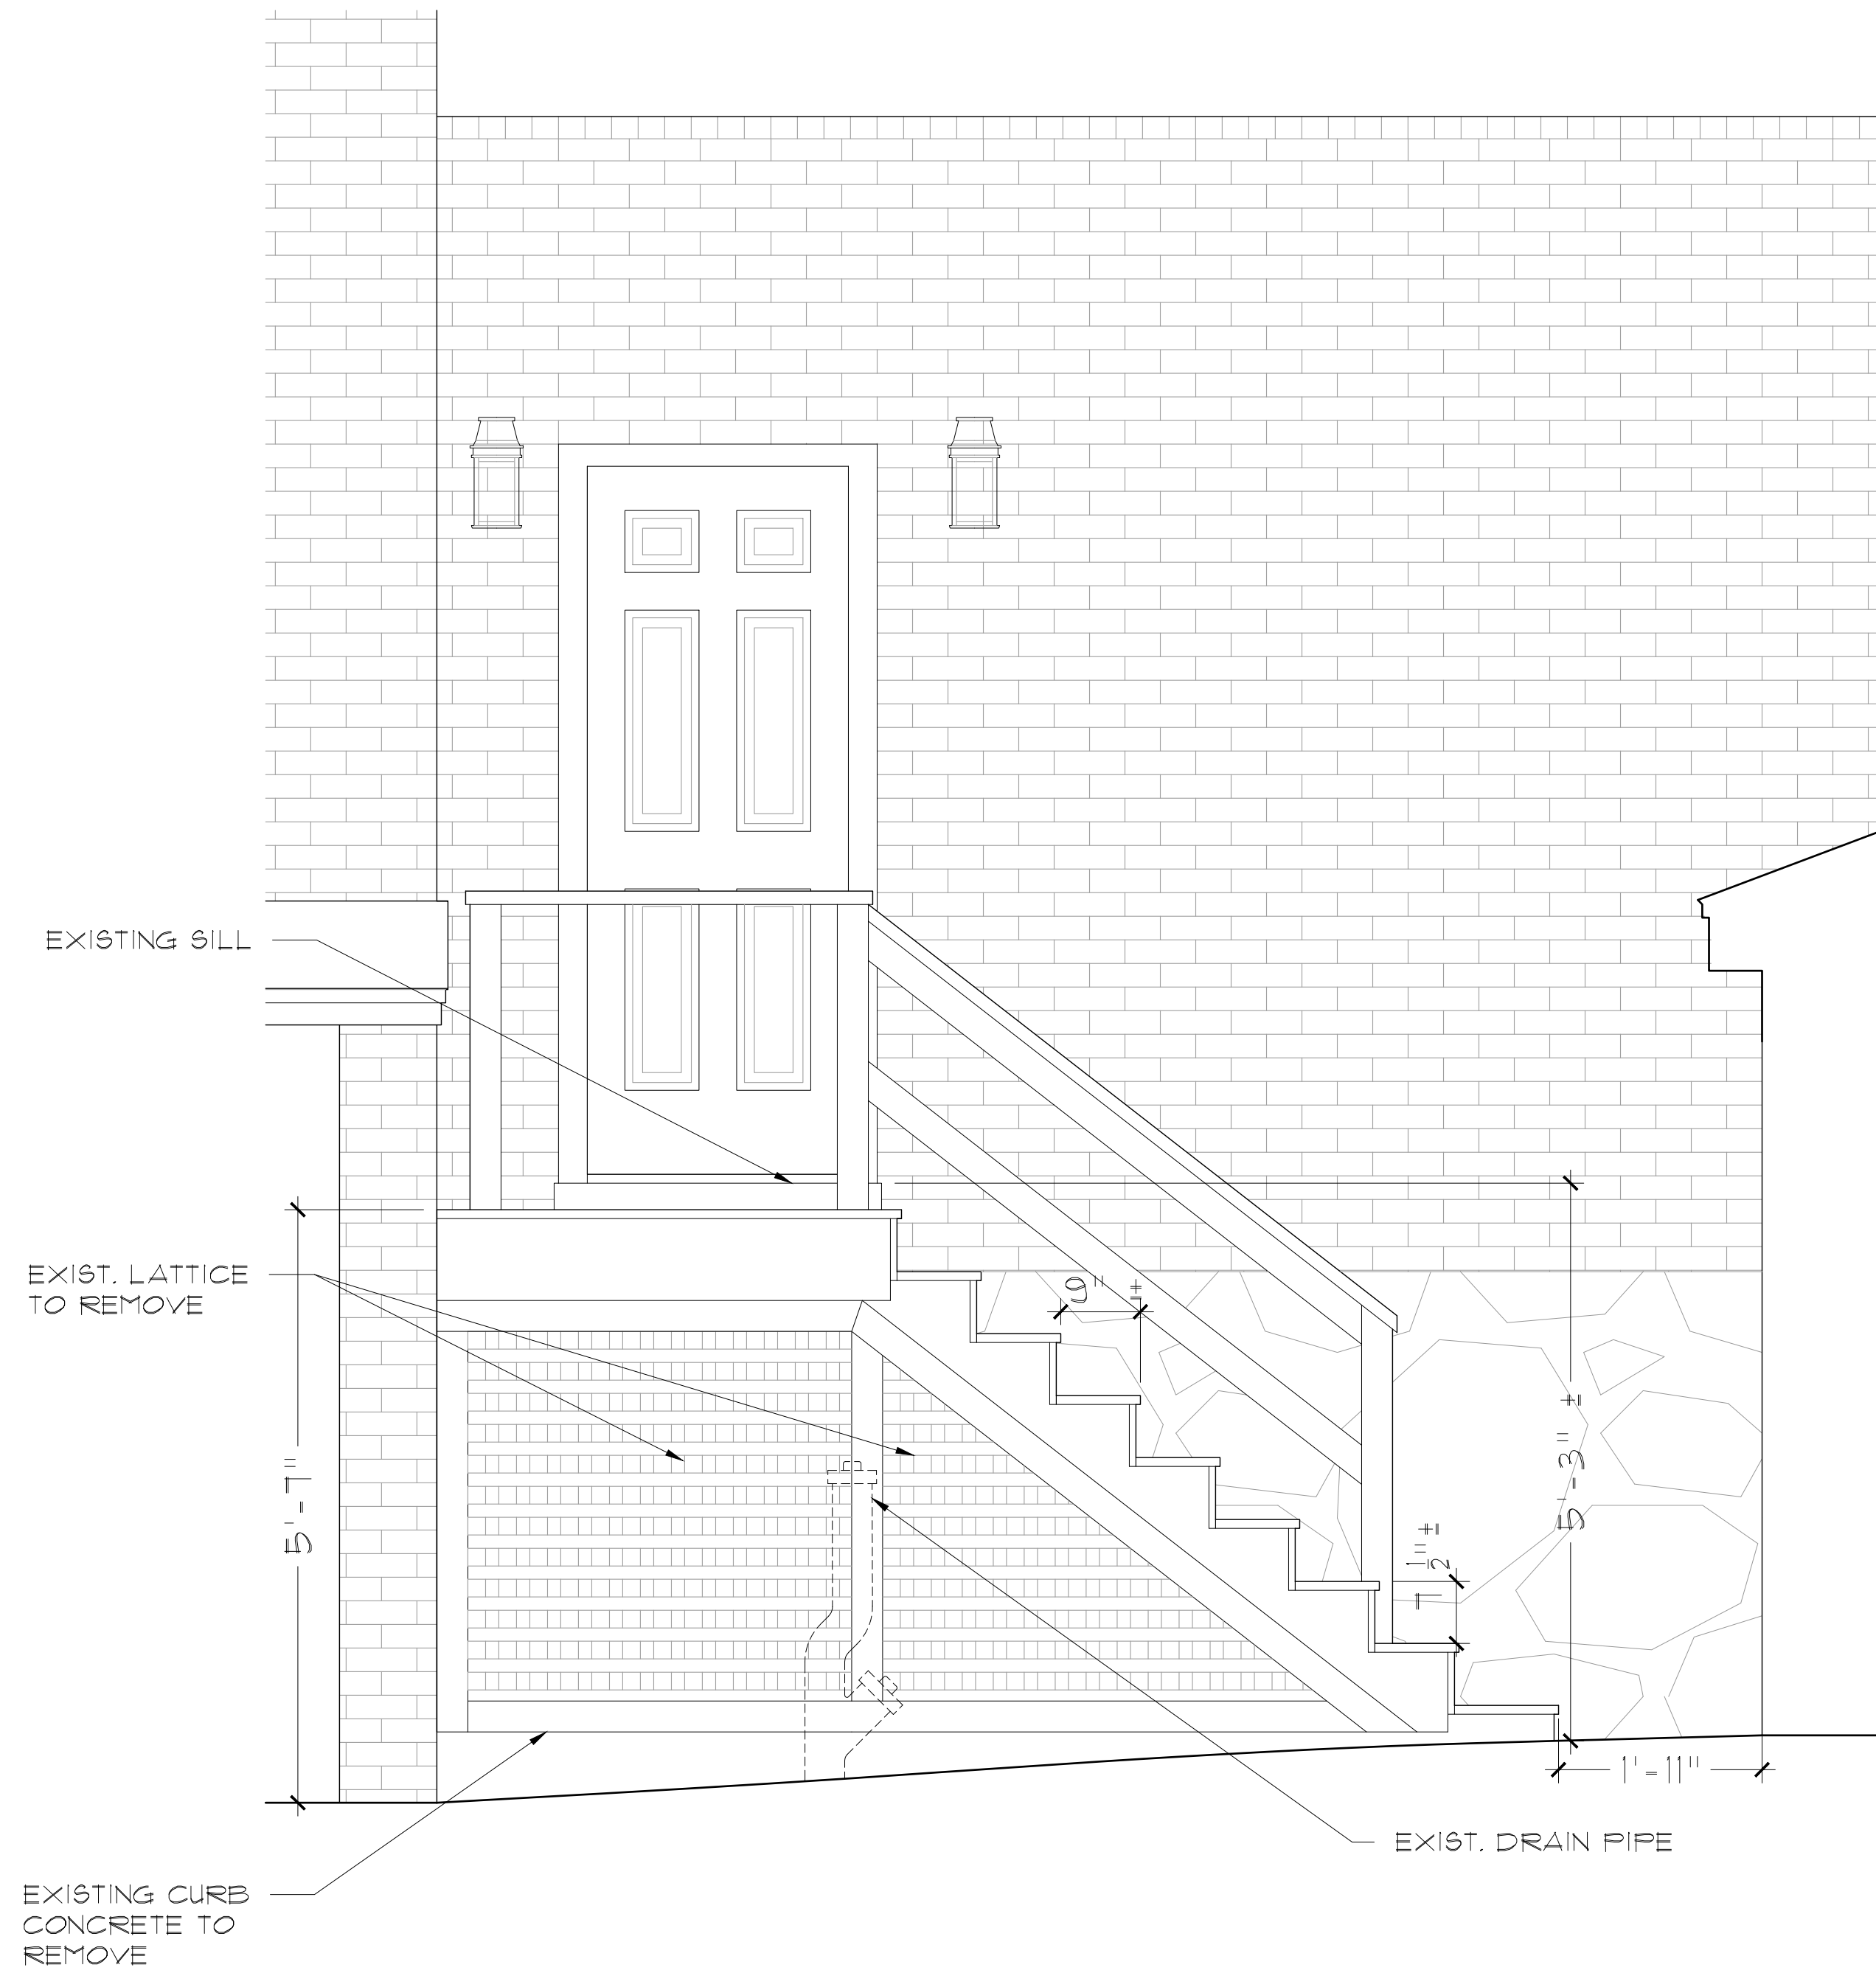 EXISTING SILL
EXIST. LATTICE
TO REMOVE
9" ±
5'-3" ±
5'-7"
7 1/2" ±
1'-11"
EXIST. DRAIN PIPE
EXISTING CURB
CONCRETE TO
REMOVE